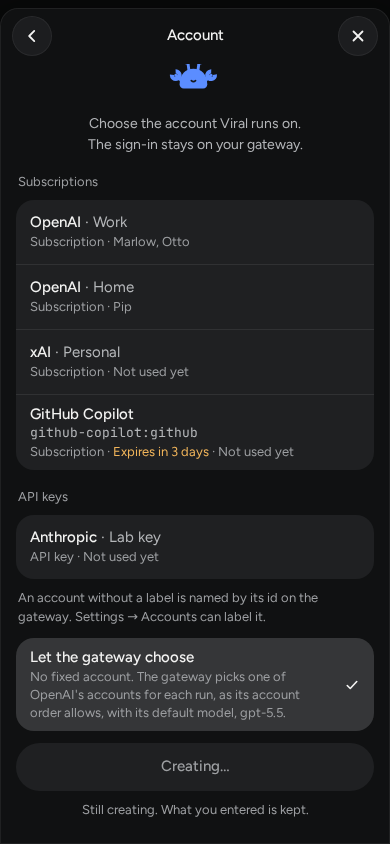 Account
Choose the account Viral runs on.
The sign-in stays on your gateway.
Subscriptions
OpenAI · Work
Subscription · Marlow, Otto
OpenAI · Home
Subscription · Pip
xAI · Personal
Subscription · Not used yet
GitHub Copilot
github-copilot:github
Subscription · Expires in 3 days · Not used yet
API keys
Anthropic · Lab key
API key · Not used yet
An account without a label is named by its id on the
gateway. Settings → Accounts can label it.
Let the gateway choose
No fixed account. The gateway picks one of
OpenAI's accounts for each run, as its account
order allows, with its default model, gpt-5.5.
Creating...
Still creating. What you entered is kept.